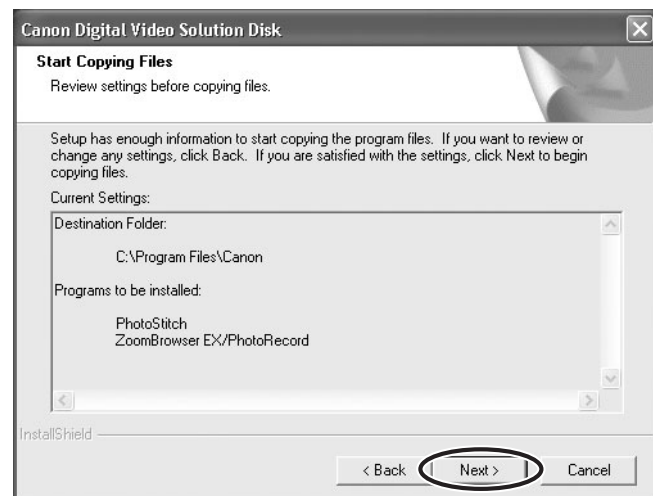 Canon Digital Video Solution Disk
Start Copying Files
Review settings before copying files.
Setup has enough information to start copying the program files. If you want to review or
change any settings, click Back. If you are satisfied with the settings, click Next to begin
copying files.
Current Settings:
Destination Folder:
C:\Program Files\Canon
Programs to be installed:
PhotoStitch
ZoomBrowser EX/PhotoRecord
InstallShield
< Back Next > Cancel